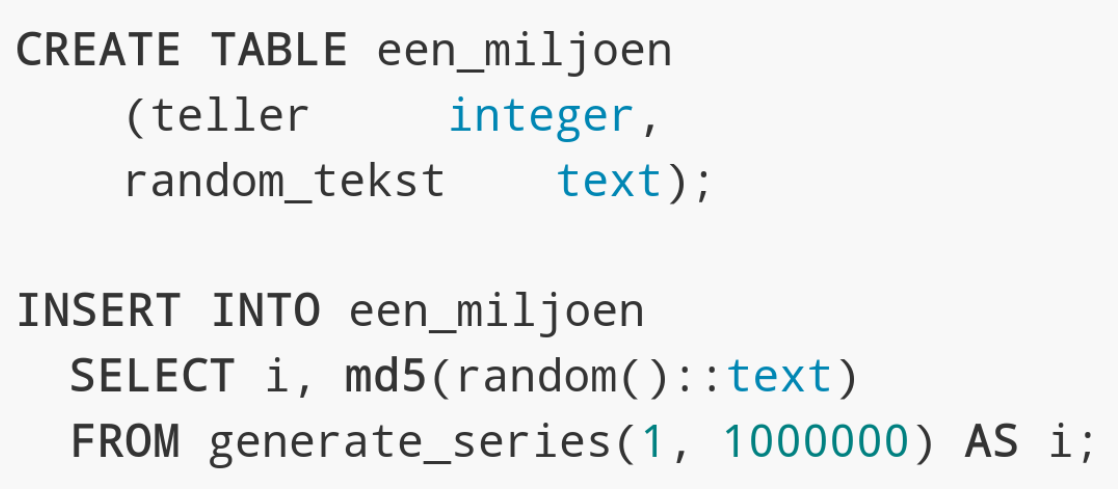 CREATE TABLE een_miljoen
(teller integer,
random_tekst text);
INSERT INTO een_miljoen
SELECT i, md5(random()::text)
FROM generate_series(1, 1000000) AS i;